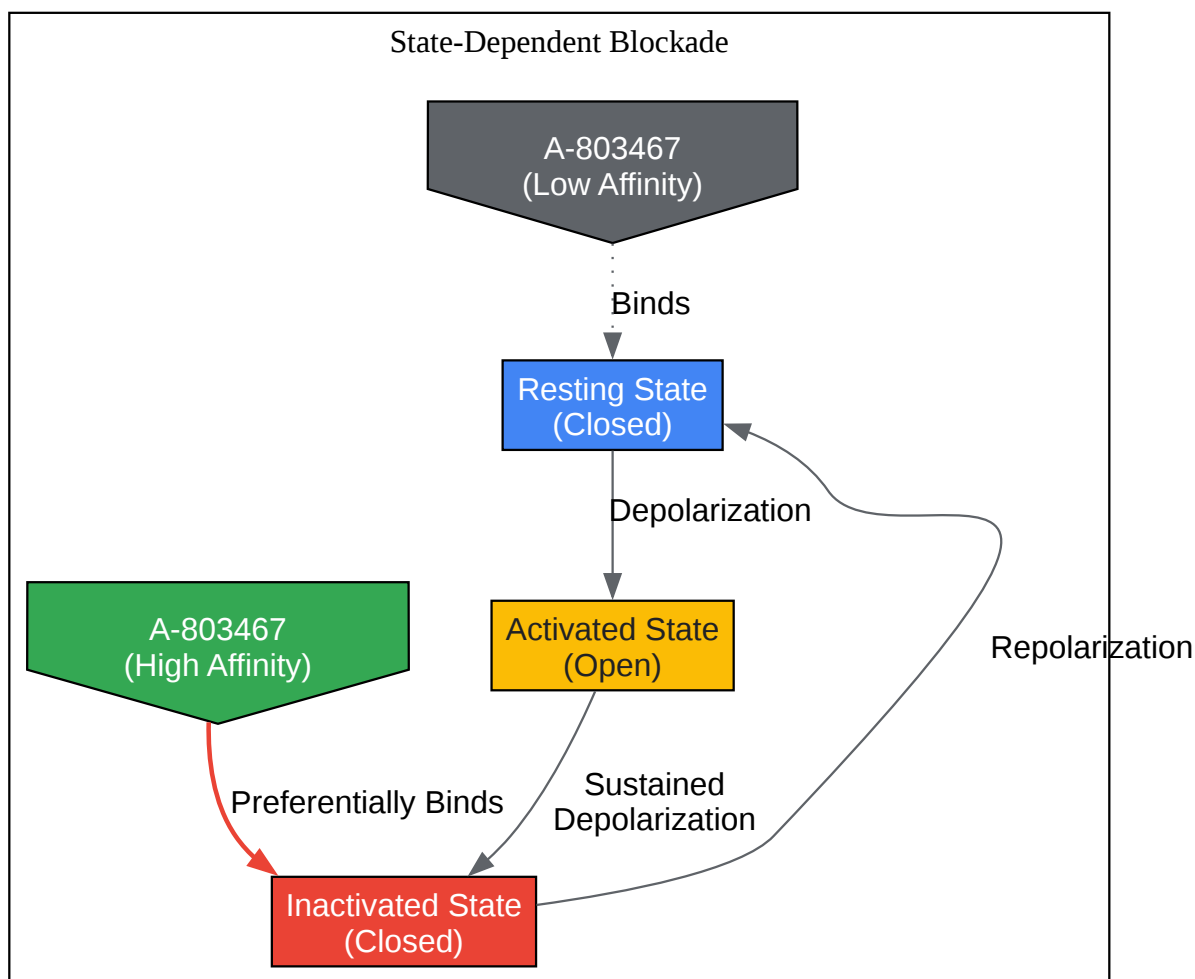 State-Dependent Blockade
A-803467
(Low Affinity)
Binds
Resting State
(Closed)
Depolarization
A-803467
(High Affinity)
Activated State
(Open)
Repolarization
Preferentially Binds
Sustained
Depolarization
Inactivated State
(Closed)